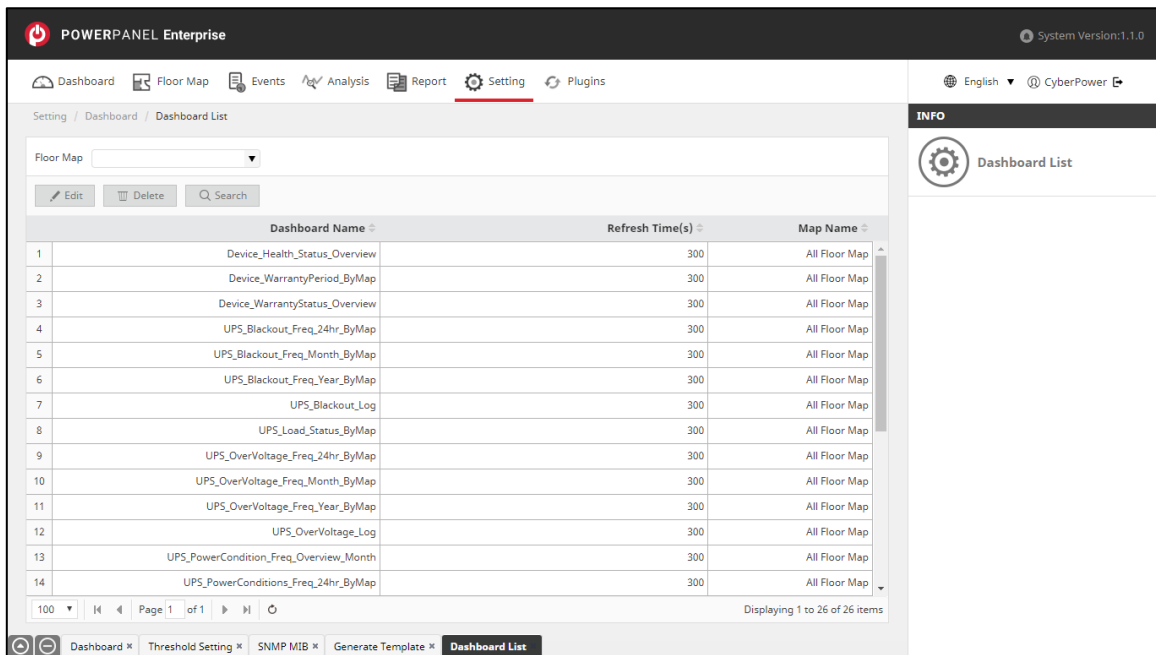 POWERPANEL Enterprise
System Version:1.1.0
Dashboard Floor Map Events Analysis Report Setting Plugins
English CyberPower
Setting / Dashboard / Dashboard List
INFO
Dashboard List
Floor Map
Edit Delete Search
Dashboard Name Refresh Time(s) Map Name
1 Device_Health_Status_Overview 300 All Floor Map
2 Device_WarrantyPeriod_ByMap 300 All Floor Map
3 Device_WarrantyStatus_Overview 300 All Floor Map
4 UPS_Blackout_Freq_24hr_ByMap 300 All Floor Map
5 UPS_Blackout_Freq_Month_ByMap 300 All Floor Map
6 UPS_Blackout_Freq_Year_ByMap 300 All Floor Map
7 UPS_Blackout_Log 300 All Floor Map
8 UPS_Load_Status_ByMap 300 All Floor Map
9 UPS_OverVoltage_Freq_24hr_ByMap 300 All Floor Map
10 UPS_OverVoltage_Freq_Month_ByMap 300 All Floor Map
11 UPS_OverVoltage_Freq_Year_ByMap 300 All Floor Map
12 UPS_OverVoltage_Log 300 All Floor Map
13 UPS_PowerCondition_Freq_Overview_Month 300 All Floor Map
14 UPS_PowerConditions_Freq_24hr_ByMap 300 All Floor Map
100 Page 1 of 1 Displaying 1 to 26 of 26 items
Dashboard × Threshold Setting × SNMP MIB × Generate Template × Dashboard List